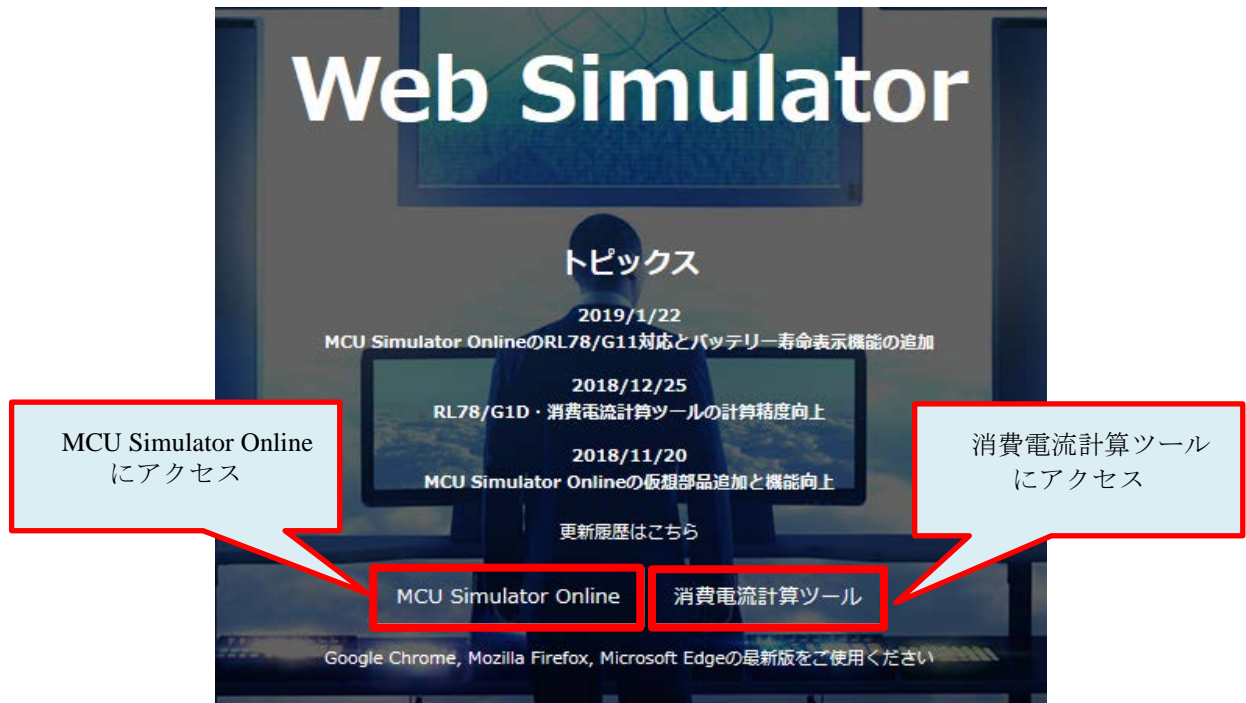 Web Simulator
トピックス
2019/1/22
MCU Simulator OnlineのRL78/G11対応とバッテリー寿命表示機能の追加
2018/12/25
RL78/G1D・消費電流計算ツールの計算精度向上
2018/11/20
MCU Simulator Onlineの仮想部品追加と機能向上
更新履歴はこちら
MCU Simulator Online
にアクセス
消費電流計算ツール
にアクセス
MCU Simulator Online
消費電流計算ツール
Google Chrome, Mozilla Firefox, Microsoft Edgeの最新版をご使用ください